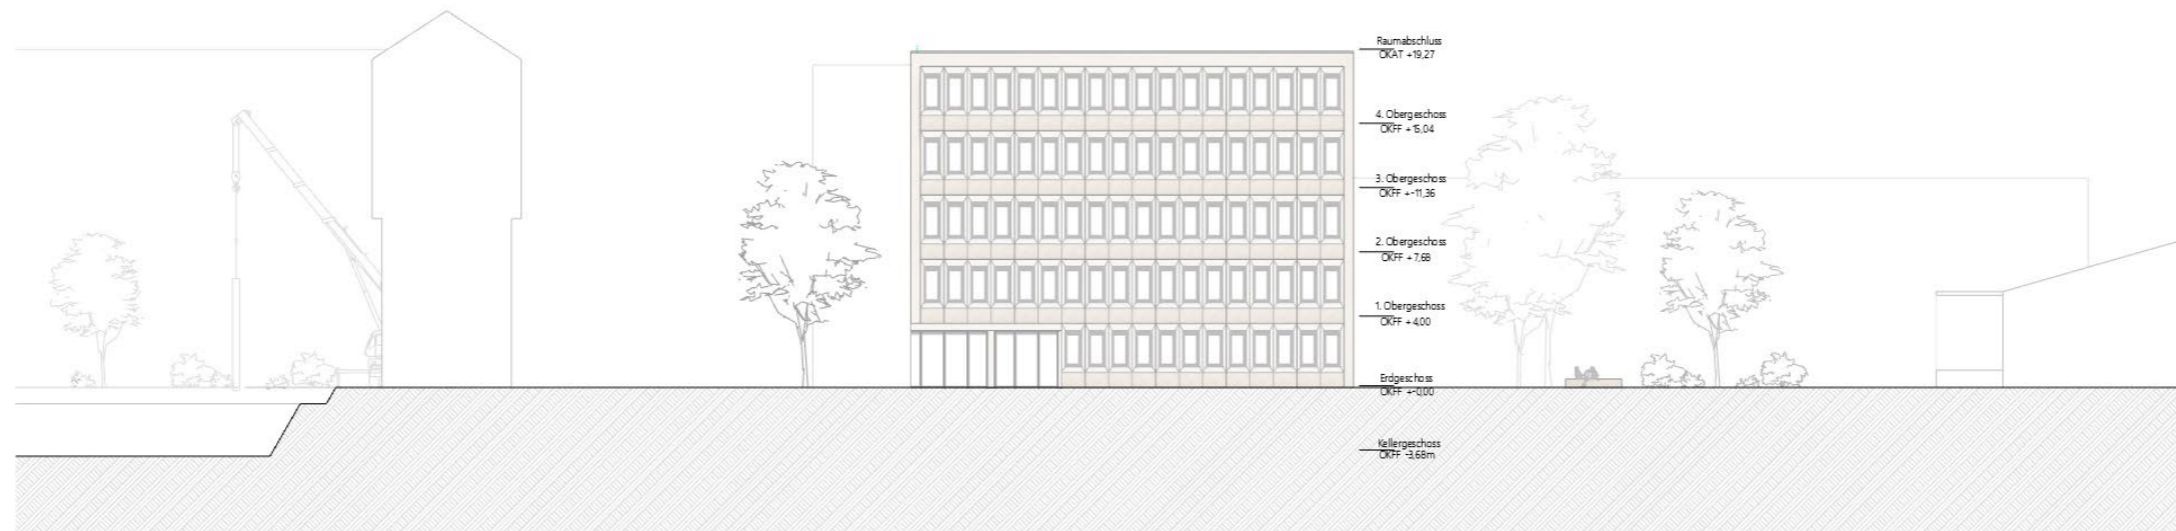 Raumabschluss
OKAT +19,27
4. Obergeschoss
OKFF +15,04
3. Obergeschoss
OKFF +-11,36
2. Obergeschoss
OKFF +7,68
1. Obergeschoss
OKFF +4,00
Erdgeschoss
OKFF +-0,00
Kellergeschoss
OKFF -3,68m